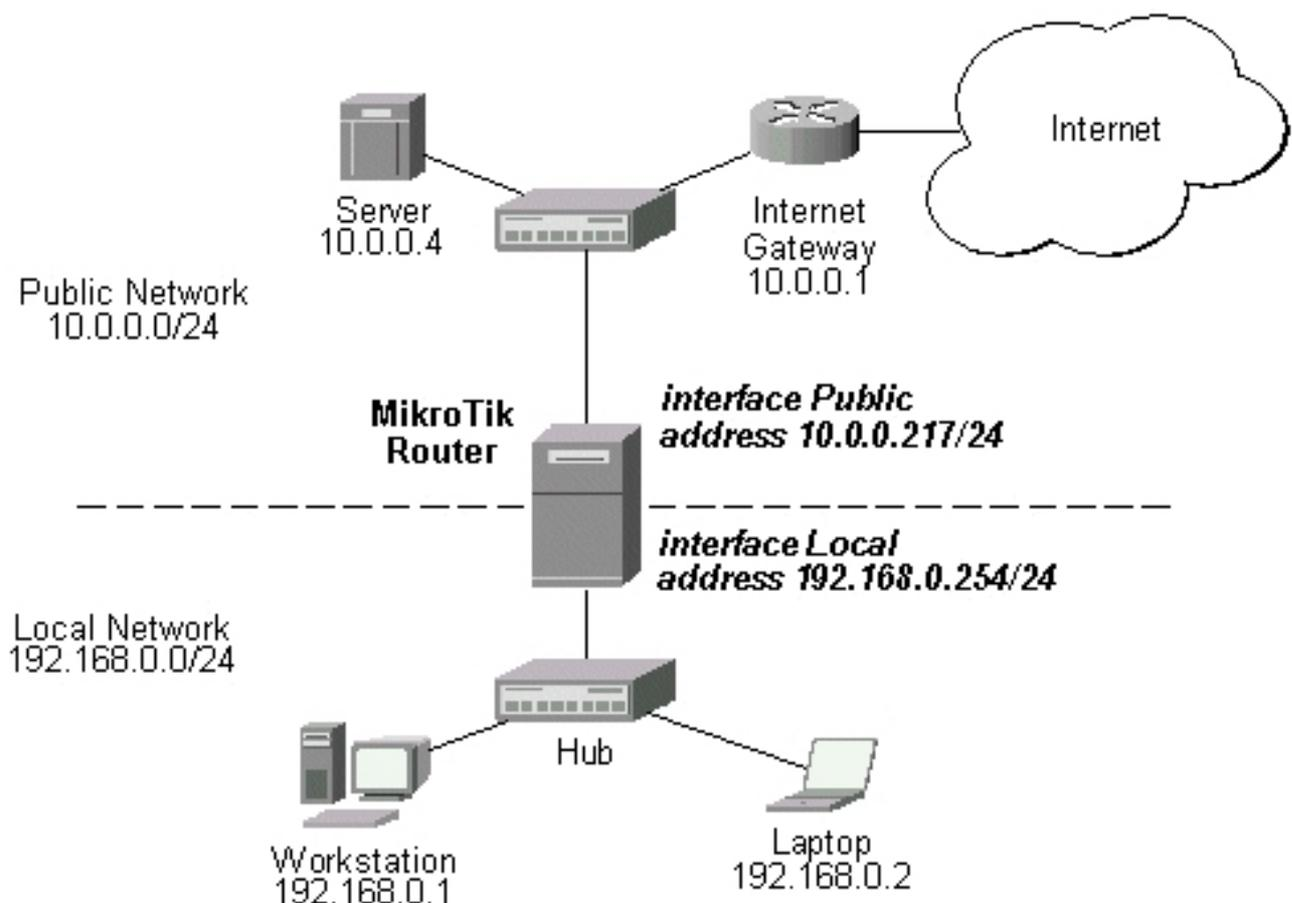 Internet
Server
10.0.0.4
Internet
Gateway
10.0.0.1
Public Network
10.0.0.0/24
MikroTik
Router
interface Public
address 10.0.0.217/24
interface Local
address 192.168.0.254/24
Local Network
192.168.0.0/24
Hub
Workstation
192.168.0.1
Laptop
192.168.0.2